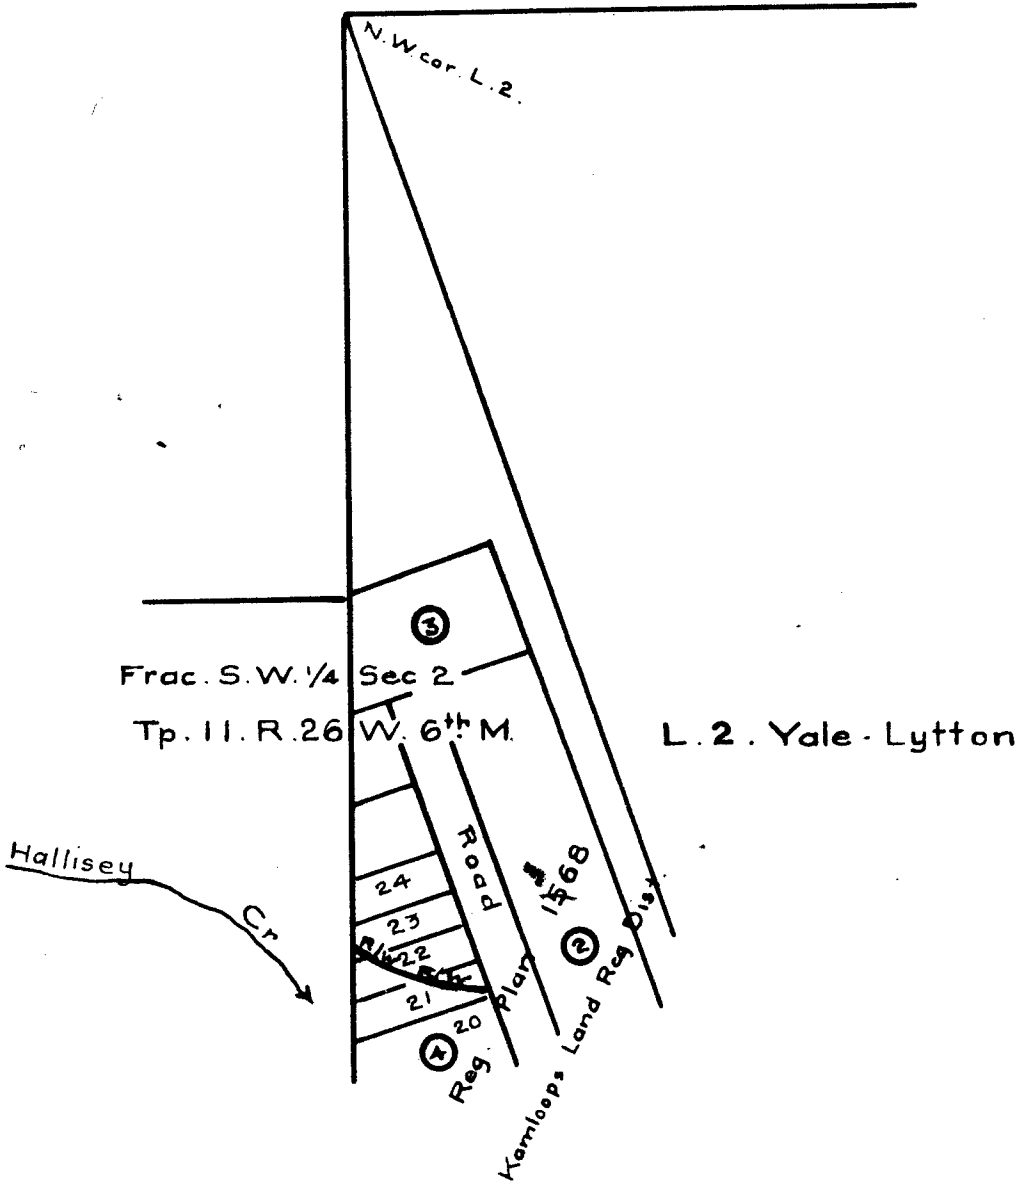 N.W. cor. L.2.
3
Frac. S.W. 1/4 Sec 2
Tp. 11. R.26 W. 6th M.
L.2. Yale - Lytton
Hallisey
Cr
Road
24
23
22
21
20
4
2
Reg. Plan 1568
Kamloops Land Reg Dist